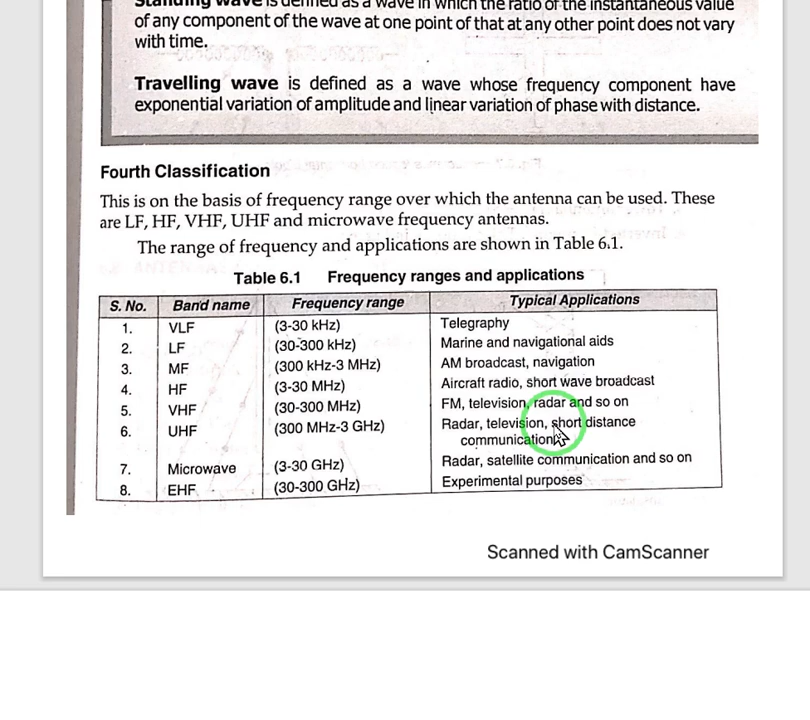 Standing wave is defined as a wave in which the ratio of the instantaneous value
of any component of the wave at one point of that at any other point does not vary
with time.
Travelling wave is defined as a wave whose frequency component have
exponential variation of amplitude and linear variation of phase with distance.
Fourth Classification
This is on the basis of frequency range over which the antenna can be used. These
are LF, HF, VHF, UHF and microwave frequency antennas.
The range of frequency and applications are shown in Table 6.1.
Table 6.1 Frequency ranges and applications
S. No. Band name Frequency range Typical Applications
1. VLF (3-30 kHz) Telegraphy
2. LF (30-300 kHz) Marine and navigational aids
3. MF (300 kHz-3 MHz) AM broadcast, navigation
4. HF (3-30 MHz) Aircraft radio, short wave broadcast
5. VHF (30-300 MHz) FM, television, radar and so on
6. UHF (300 MHz-3 GHz) Radar, television, short distance
communication
7. Microwave (3-30 GHz) Radar, satellite communication and so on
8. EHF (30-300 GHz) Experimental purposes
Scanned with CamScanner